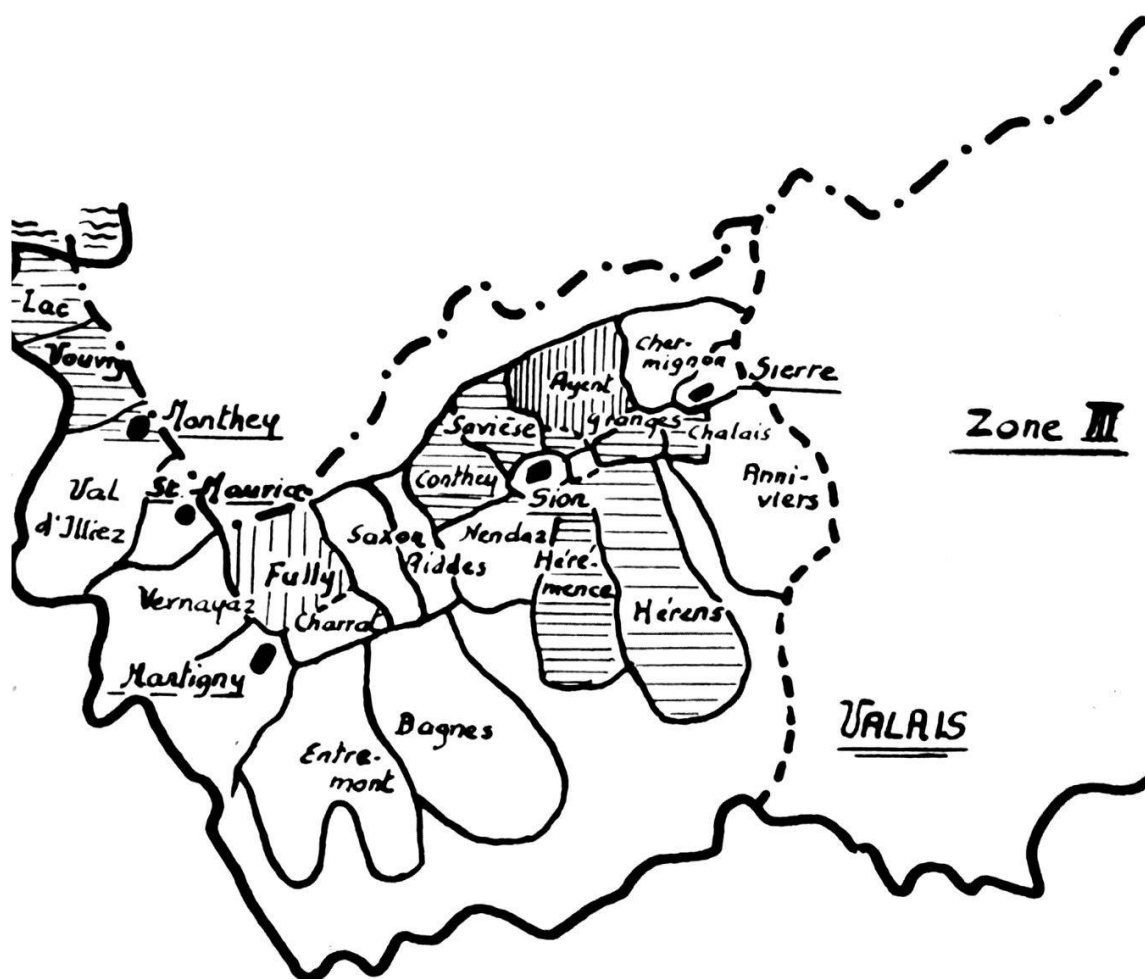 Lac
Vouvry
Monthey
Val
d'Illiez
St. Maurice
Vernayaz
Martigny
Fully
Charrat
Saxon
Riddes
Entre-
mont
Bagnes
Conthey
Savièse
Ayent
Sion
Nendaz
Héré-
mence
Hérens
Cher-
mignon
Granges
Chalais
Sierre
Anni-
viers
Zone III
VALAIS